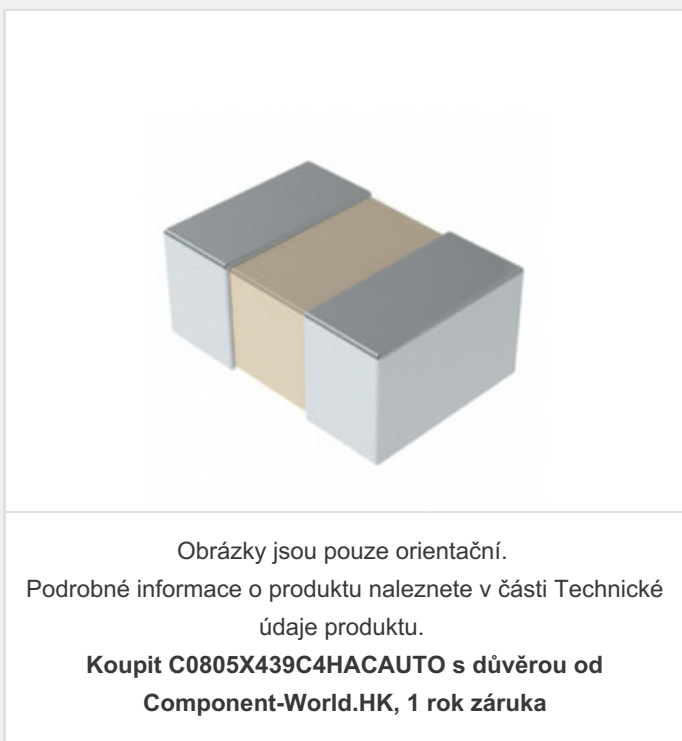 Obrázky jsou pouze orientační.
Podrobné informace o produktu naleznete v části Technické
údaje produktu.
Koupit C0805X439C4HACAUTO s důvěrou od
Component-World.HK, 1 rok záruka